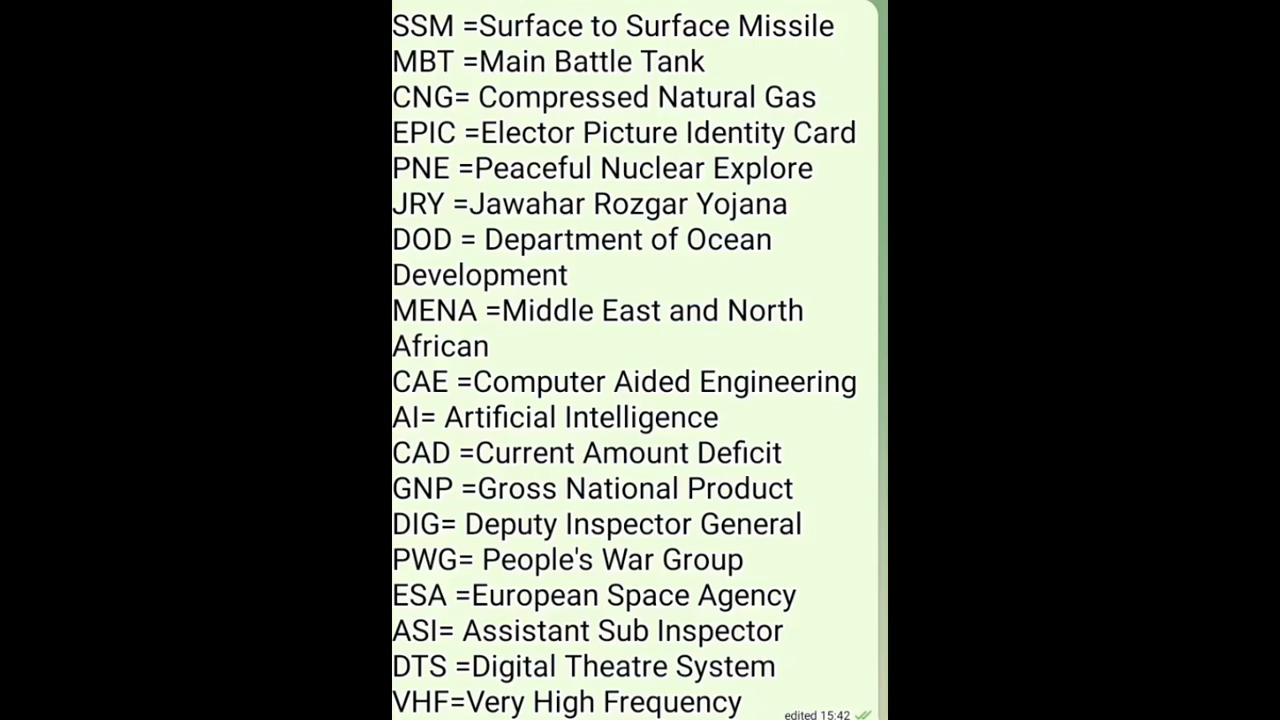 SSM =Surface to Surface Missile
MBT =Main Battle Tank
CNG= Compressed Natural Gas
EPIC =Elector Picture Identity Card
PNE =Peaceful Nuclear Explore
JRY =Jawahar Rozgar Yojana
DOD = Department of Ocean
Development
MENA =Middle East and North
African
CAE =Computer Aided Engineering
AI= Artificial Intelligence
CAD =Current Amount Deficit
GNP =Gross National Product
DIG= Deputy Inspector General
PWG= People's War Group
ESA =European Space Agency
ASI= Assistant Sub Inspector
DTS =Digital Theatre System
VHF=Very High Frequency
edited 15:42